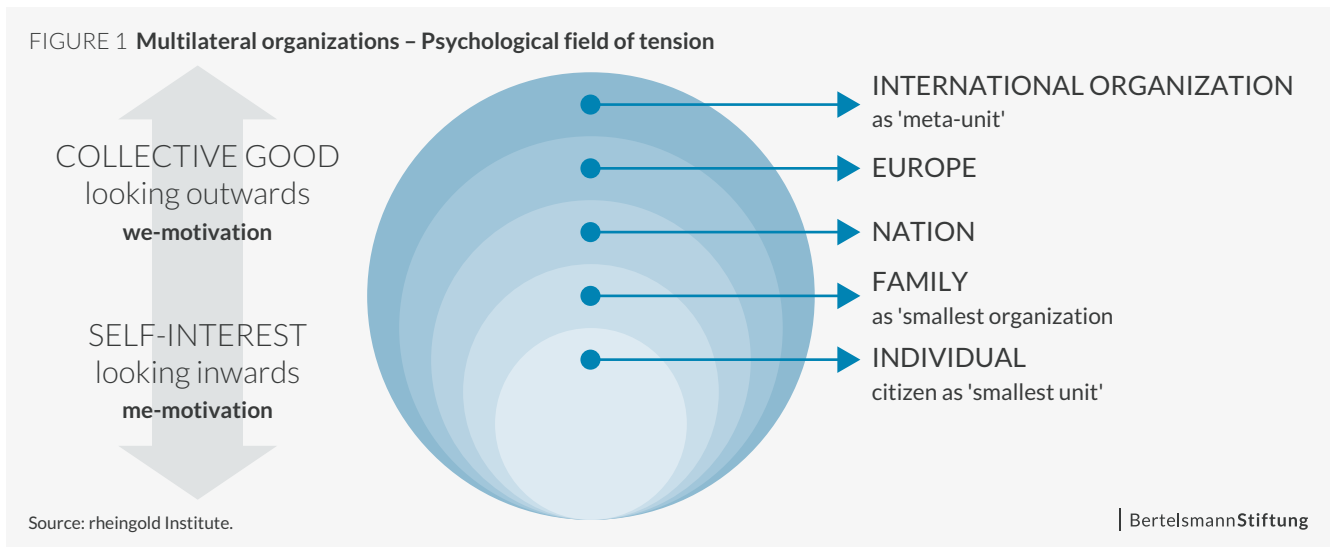 FIGURE 1 Multilateral organizations – Psychological field of tension
COLLECTIVE GOOD
looking outwards
we-motivation
SELF-INTEREST
looking inwards
me-motivation
INTERNATIONAL ORGANIZATION
as 'meta-unit'
EUROPE
NATION
FAMILY
as 'smallest organization
INDIVIDUAL
citizen as 'smallest unit'
Source: rheingold Institute.
BertelsmannStiftung